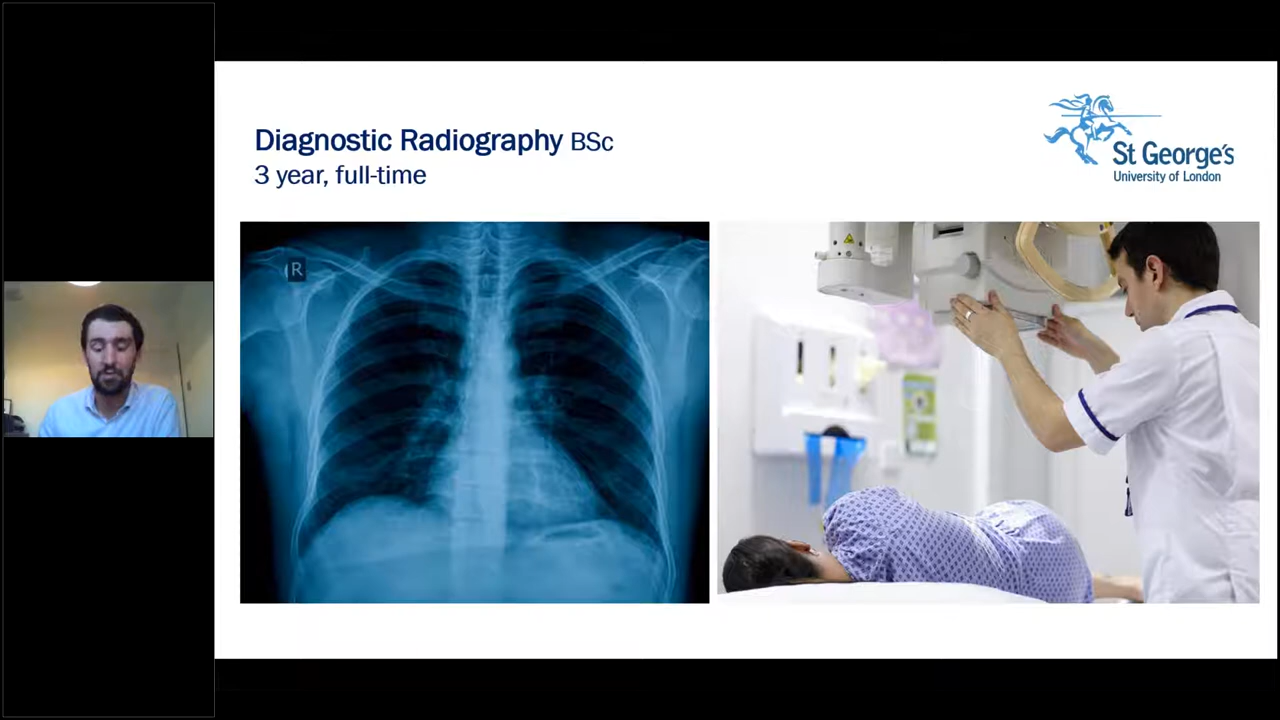 Diagnostic Radiography BSc
3 year, full-time
St George's
University of London
R